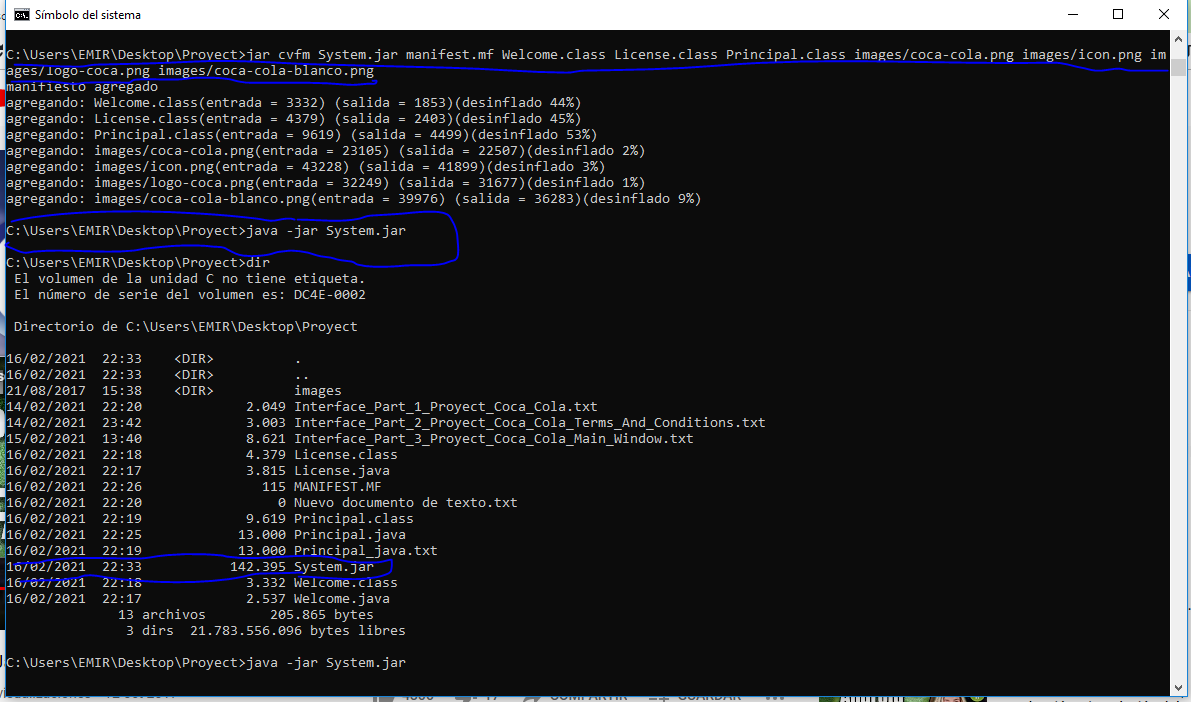 Símbolo del sistema
C:\Users\EMIR\Desktop\Proyect>jar cvfm System.jar manifest.mf Welcome.class License.class Principal.class images/coca-cola.png images/icon.png im
ages/logo-coca.png images/coca-cola-blanco.png
manifiesto agregado
agregando: Welcome.class(entrada = 3332) (salida = 1853)(desinflado 44%)
agregando: License.class(entrada = 4379) (salida = 2403)(desinflado 45%)
agregando: Principal.class(entrada = 9619) (salida = 4499)(desinflado 53%)
agregando: images/coca-cola.png(entrada = 23105) (salida = 22507)(desinflado 2%)
agregando: images/icon.png(entrada = 43228) (salida = 41899)(desinflado 3%)
agregando: images/logo-coca.png(entrada = 32249) (salida = 31677)(desinflado 1%)
agregando: images/coca-cola-blanco.png(entrada = 39976) (salida = 36283)(desinflado 9%)
C:\Users\EMIR\Desktop\Proyect>java -jar System.jar
C:\Users\EMIR\Desktop\Proyect>dir
El volumen de la unidad C no tiene etiqueta.
El número de serie del volumen es: DC4E-0002
Directorio de C:\Users\EMIR\Desktop\Proyect
16/02/2021 22:33 <DIR> .
16/02/2021 22:33 <DIR> ..
21/08/2017 15:38 <DIR> images
14/02/2021 22:20 2.049 Interface_Part_1_Proyect_Coca_Cola.txt
14/02/2021 23:42 3.003 Interface_Part_2_Proyect_Coca_Cola_Terms_And_Conditions.txt
15/02/2021 13:40 8.621 Interface_Part_3_Proyect_Coca_Cola_Main_Window.txt
16/02/2021 22:18 4.379 License.class
16/02/2021 22:17 3.815 License.java
16/02/2021 22:26 115 MANIFEST.MF
16/02/2021 22:20 0 Nuevo documento de texto.txt
16/02/2021 22:19 9.619 Principal.class
16/02/2021 22:25 13.000 Principal.java
16/02/2021 22:19 13.000 Principal_java.txt
16/02/2021 22:33 142.395 System.jar
16/02/2021 22:18 3.332 Welcome.class
16/02/2021 22:17 2.537 Welcome.java
13 archivos 205.865 bytes
3 dirs 21.783.556.096 bytes libres
C:\Users\EMIR\Desktop\Proyect>java -jar System.jar